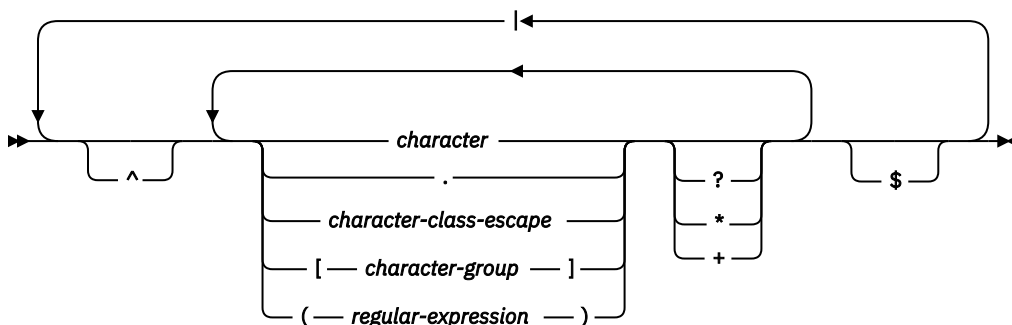 |
character
^ . ? $
character-class-escape *
[ character-group ] +
( regular-expression )